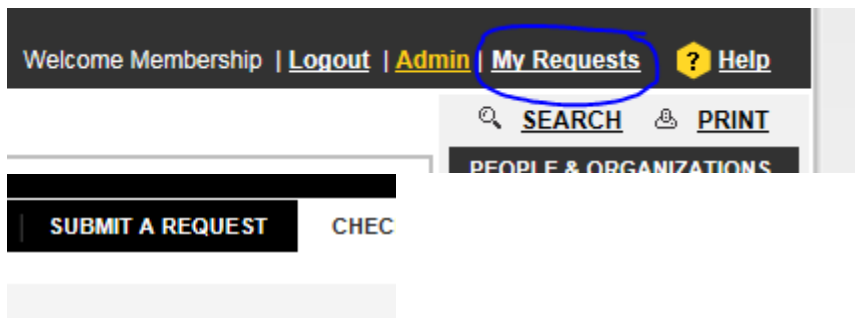 Welcome Membership | Logout | Admin | My Requests ? Help
SEARCH PRINT
PEOPLE & ORGANIZATIONS
| SUBMIT A REQUEST CHEC